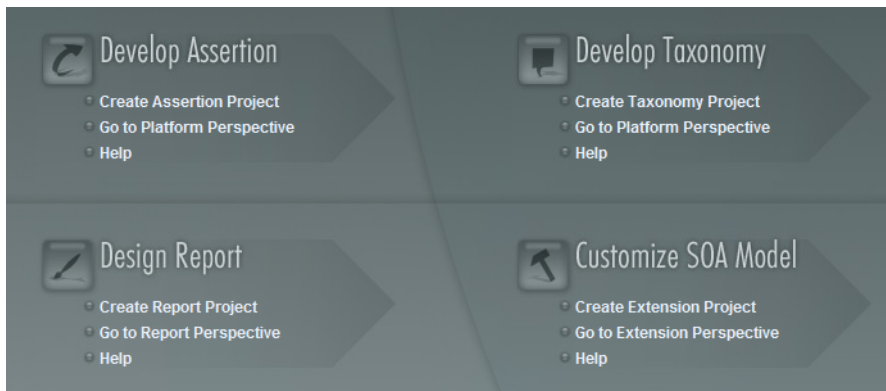 Develop Assertion
Create Assertion Project
Go to Platform Perspective
Help
Develop Taxonomy
Create Taxonomy Project
Go to Platform Perspective
Help
Design Report
Create Report Project
Go to Report Perspective
Help
Customize SOA Model
Create Extension Project
Go to Extension Perspective
Help